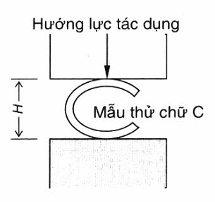 Hướng lực tác dụng
H
Mẫu thử chữ C